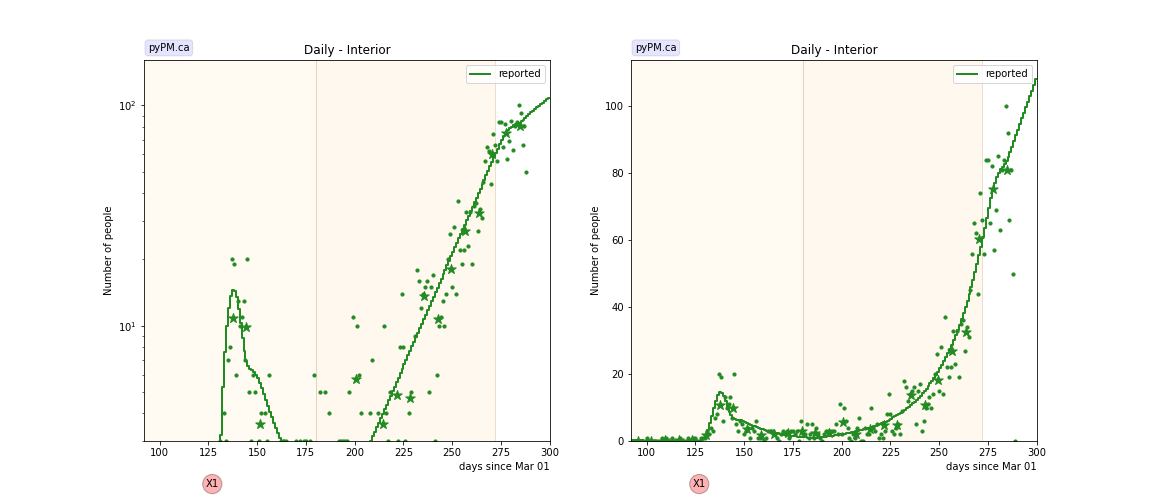 pyPM.ca
Daily - Interior
reported
Number of people
10²
10¹
100 125 150 175 200 225 250 275 300
days since Mar 01
X1
pyPM.ca
Daily - Interior
reported
Number of people
100
80
60
40
20
0
100 125 150 175 200 225 250 275 300
days since Mar 01
X1